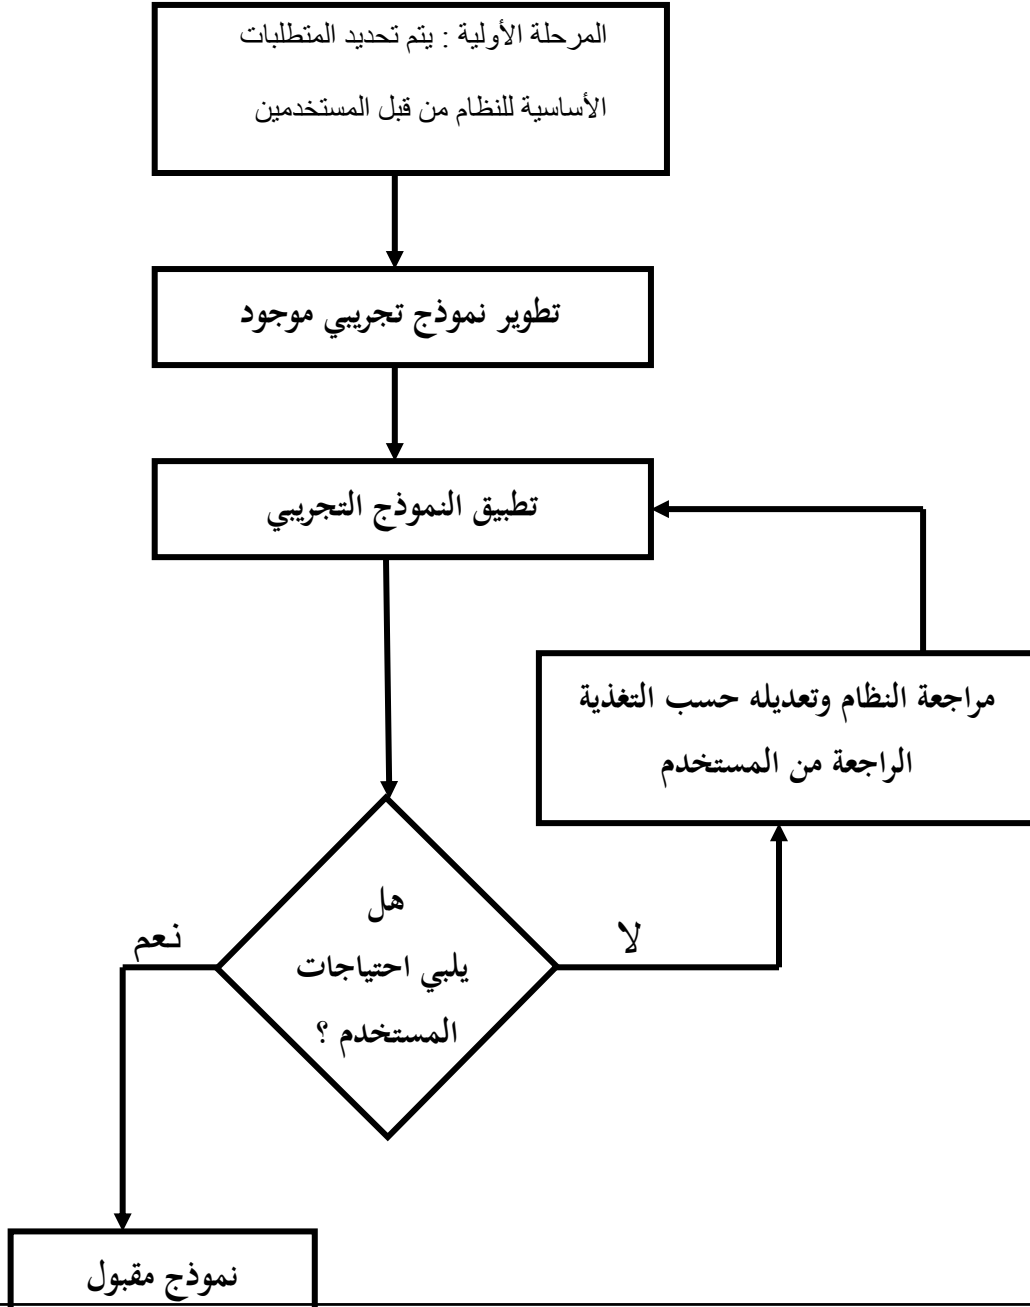 المرحلة الأولية : يتم تحديد المتطلبات
الأساسية للنظام من قبل المستخدمين
تطوير نموذج تجريبي موجود
تطبيق النموذج التجريبي
مراجعة النظام وتعديله حسب التغذية
الراجعة من المستخدم
هل
يلبي احتياجات
المستخدم ؟
لا
نعم
نموذج مقبول